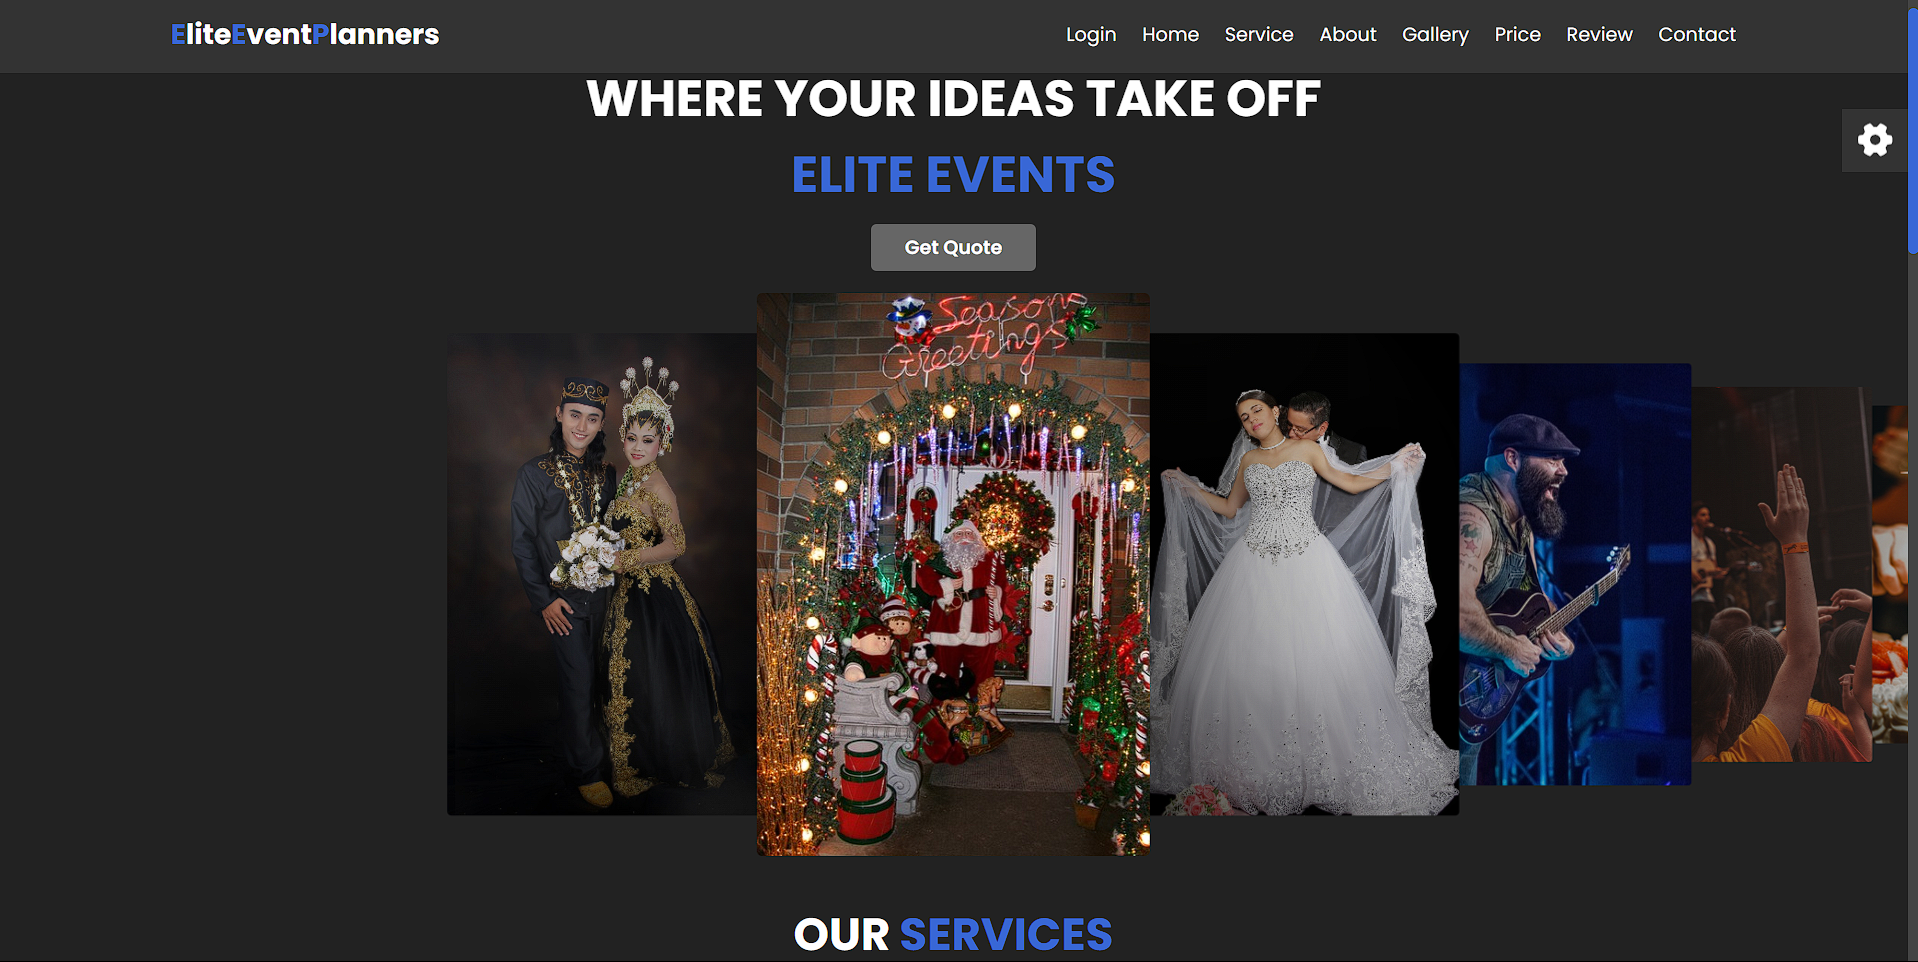 EliteEventPlanners
Login Home Service About Gallery Price Review Contact
WHERE YOUR IDEAS TAKE OFF
ELITE EVENTS
Get Quote
Seasons
Greetings
OUR SERVICES